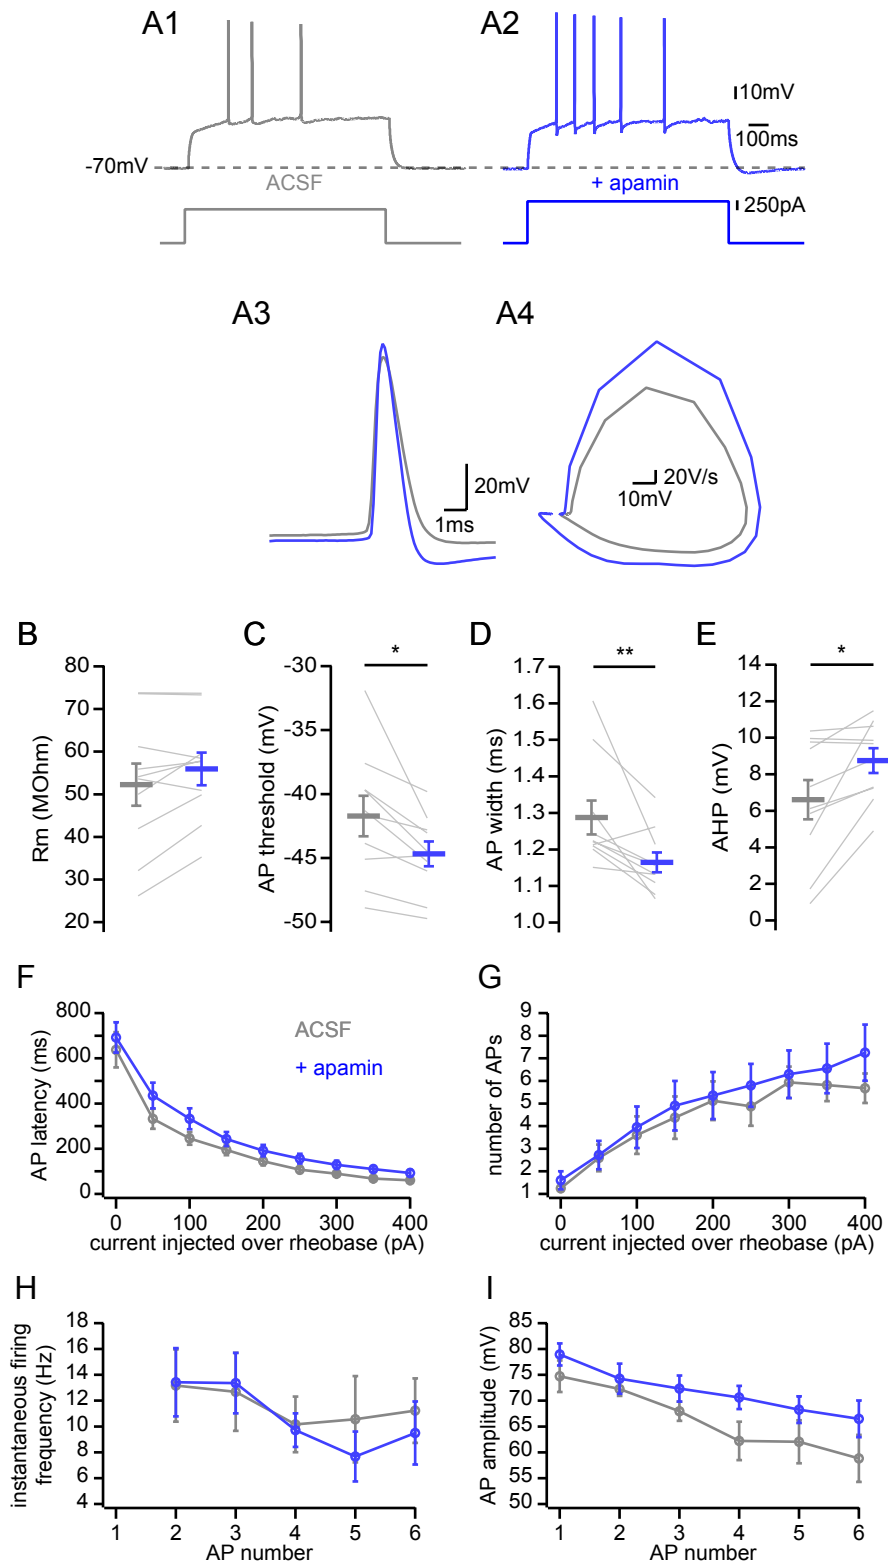 A1
A2
10mV
100ms
-70mV
ACSF
+ apamin
250pA
A3
A4
20mV
1ms
20V/s
10mV
B
C
D
E
80
70
60
50
40
30
20
Rm (MOhm)
*
-30
-35
-40
-45
-50
AP threshold (mV)
**
1.7
1.6
1.5
1.4
1.3
1.2
1.1
1.0
AP width (ms)
*
14
12
10
8
6
4
2
0
AHP (mV)
F
800
600
400
200
0
AP latency (ms)
ACSF
+ apamin
0 100 200 300 400
current injected over rheobase (pA)
G
9
8
7
6
5
4
3
2
1
number of APs
0 100 200 300 400
current injected over rheobase (pA)
H
18
16
14
12
10
8
6
4
instantaneous firing
frequency (Hz)
1 2 3 4 5 6
AP number
I
85
80
75
70
65
60
55
50
AP amplitude (mV)
1 2 3 4 5 6
AP number